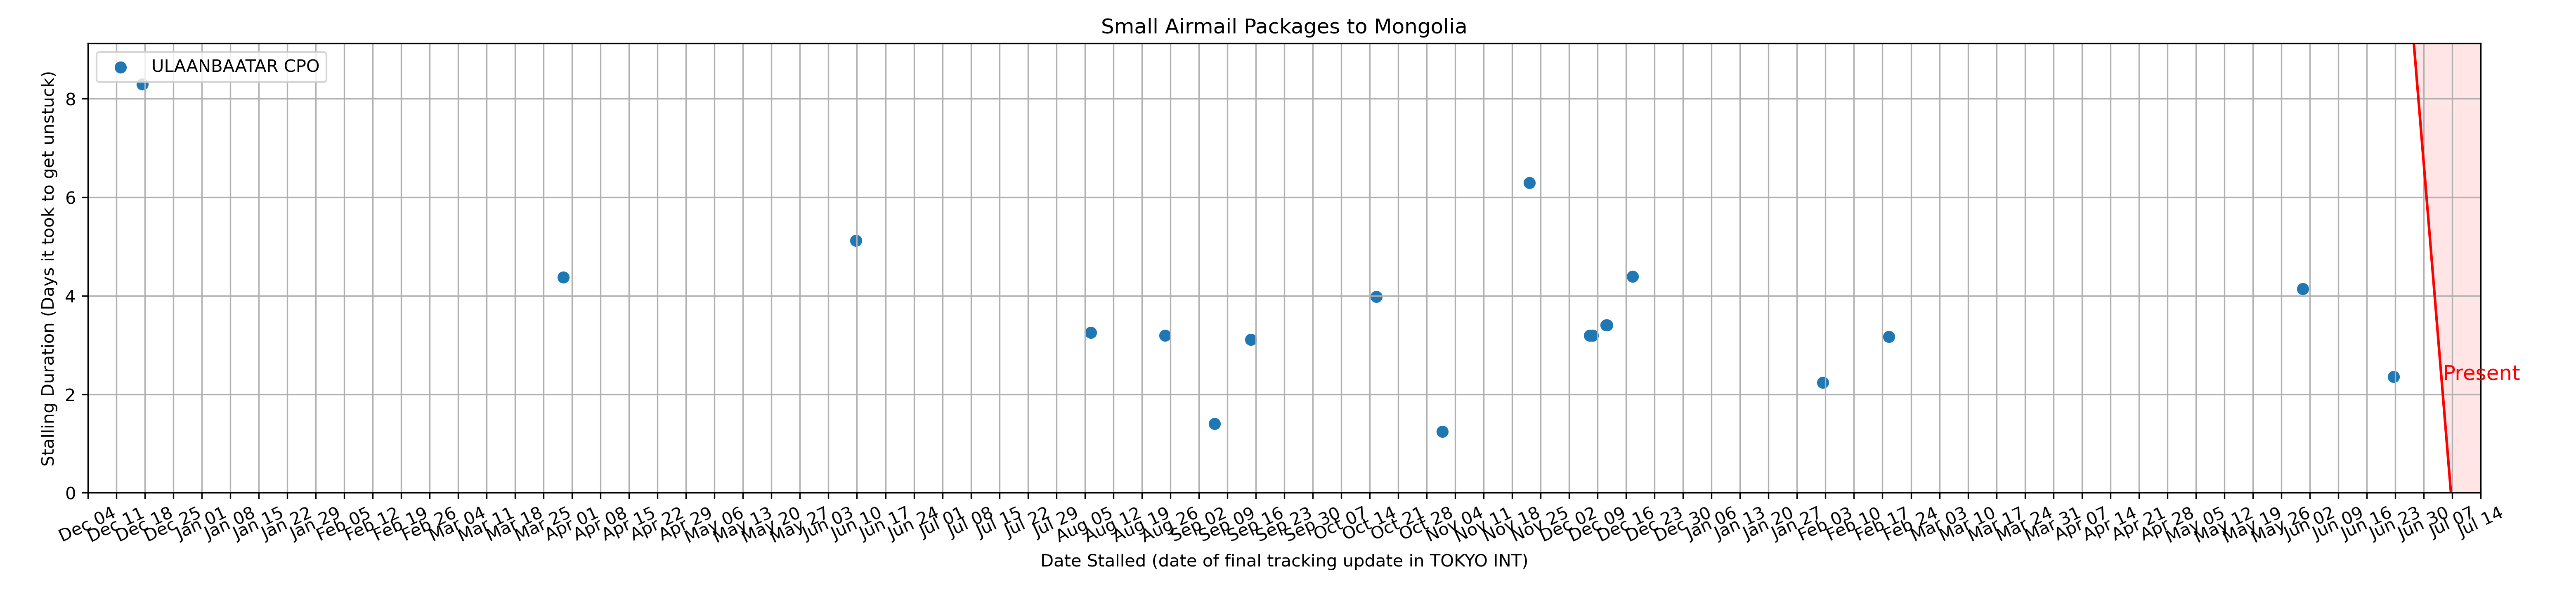 Small Airmail Packages to Mongolia
ULAANBAATAR CPO
Stalling Duration (Days it took to get unstuck)
8
6
4
2
0
Present
Dec 04
Dec 11
Dec 18
Dec 25
Jan 01
Jan 08
Jan 15
Jan 22
Jan 29
Feb 05
Feb 12
Feb 19
Feb 26
Mar 04
Mar 11
Mar 18
Mar 25
Apr 01
Apr 08
Apr 15
Apr 22
Apr 29
May 06
May 13
May 20
May 27
Jun 03
Jun 10
Jun 17
Jun 24
Jul 01
Jul 08
Jul 15
Jul 22
Jul 29
Aug 05
Aug 12
Aug 19
Aug 26
Sep 02
Sep 09
Sep 16
Sep 23
Sep 30
Oct 07
Oct 14
Oct 21
Oct 28
Nov 04
Nov 11
Nov 18
Nov 25
Dec 02
Dec 09
Dec 16
Dec 23
Dec 30
Jan 06
Jan 13
Jan 20
Jan 27
Feb 03
Feb 10
Feb 17
Feb 24
Mar 03
Mar 10
Mar 17
Mar 24
Mar 31
Apr 07
Apr 14
Apr 21
Apr 28
May 05
May 12
May 19
May 26
Jun 02
Jun 09
Jun 16
Jun 23
Jun 30
Jul 07
Jul 14
Date Stalled (date of final tracking update in TOKYO INT)